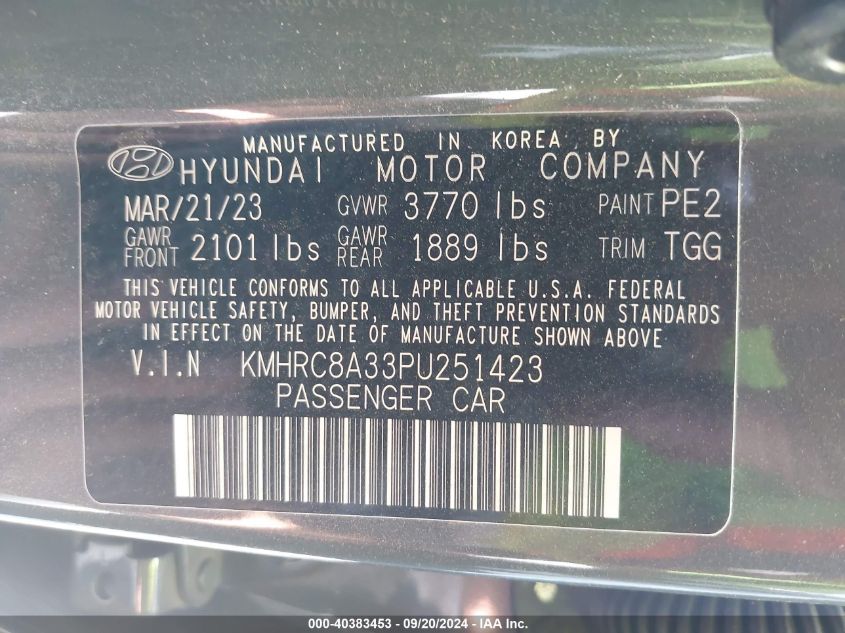 MANUFACTURED IN KOREA BY
HYUNDAI MOTOR COMPANY
MAR/21/23 GVWR 3770 lbs PAINT PE2
GAWR FRONT 2101 lbs GAWR REAR 1889 lbs TRIM TGG
THIS VEHICLE CONFORMS TO ALL APPLICABLE U.S.A. FEDERAL
MOTOR VEHICLE SAFETY, BUMPER, AND THEFT PREVENTION STANDARDS
IN EFFECT ON THE DATE OF MANUFACTURE SHOWN ABOVE
V.I.N KMHRC8A33PU251423
PASSENGER CAR
000-40383453 - 09/20/2024 - IAAI.com